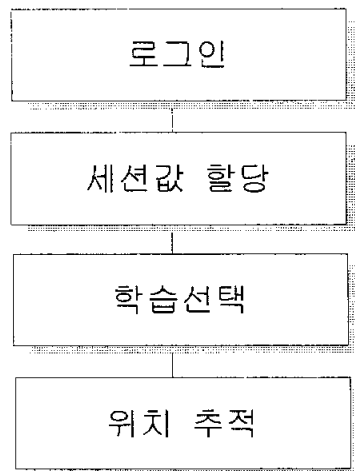 로그인
세션값 할당
학습선택
위치 추적